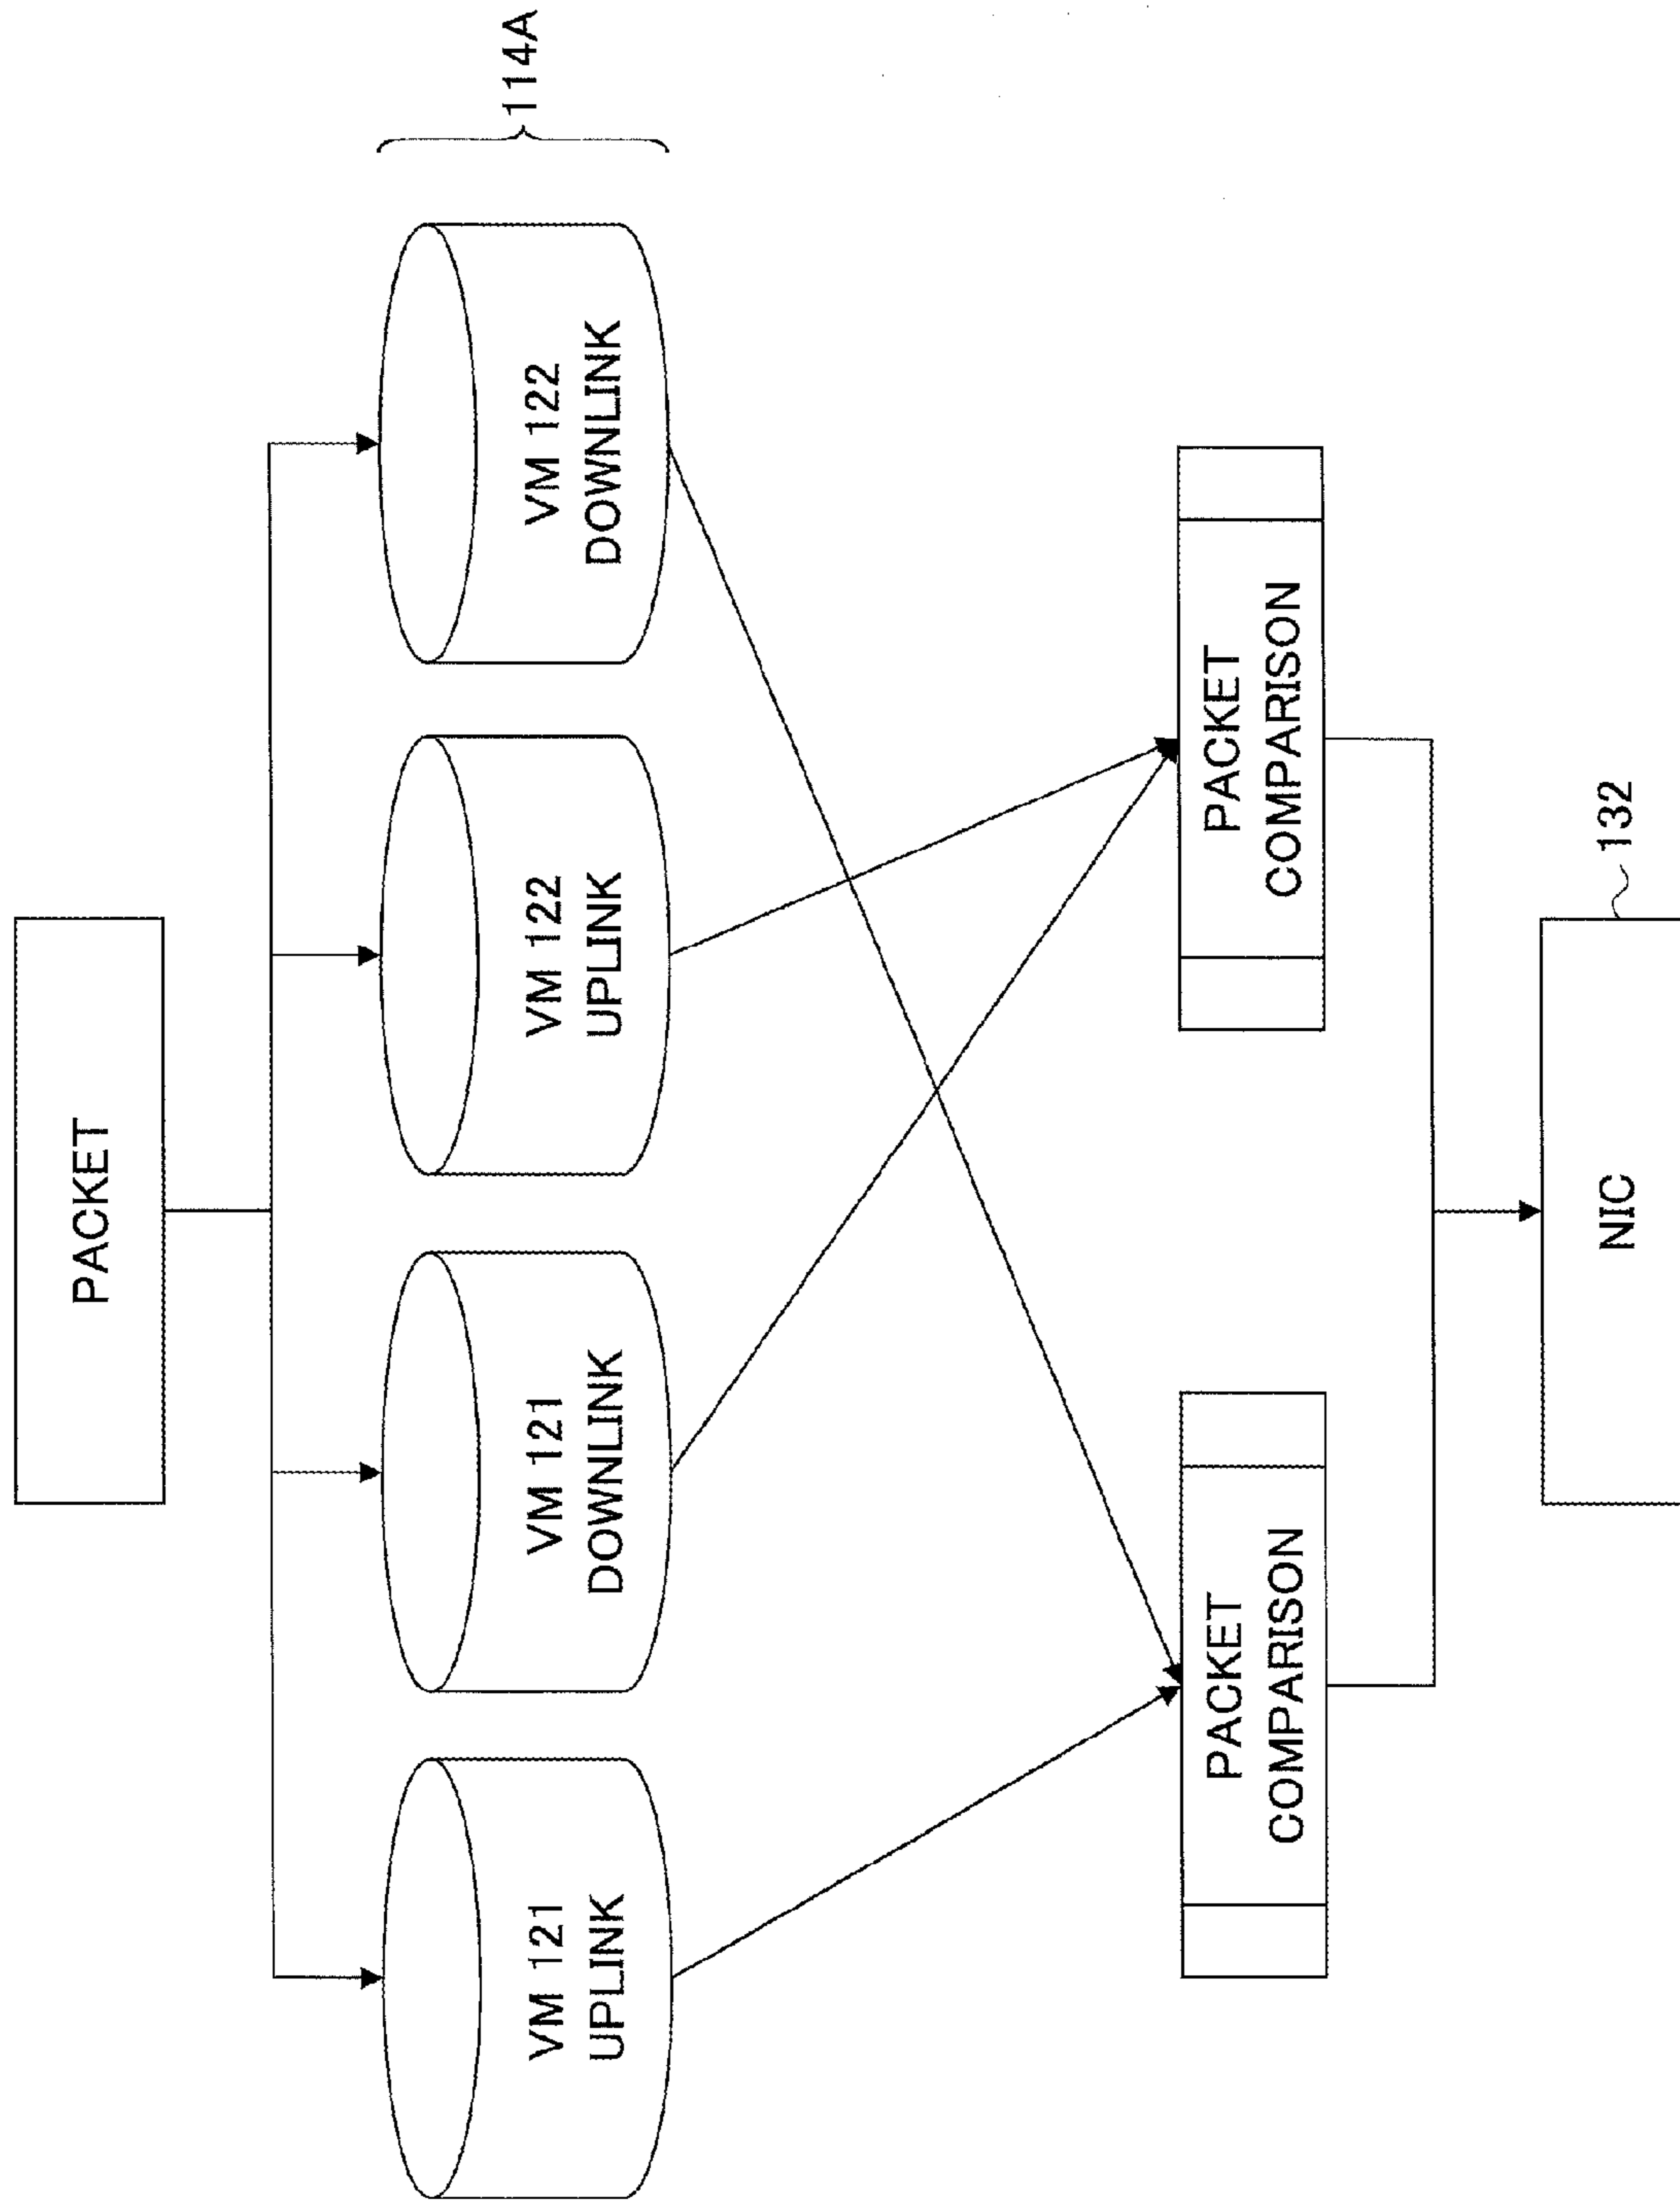 PACKET
114A
VM 121
UPLINK
VM 121
DOWNLINK
VM 122
UPLINK
VM 122
DOWNLINK
PACKET
COMPARISON
PACKET
COMPARISON
NIC
132